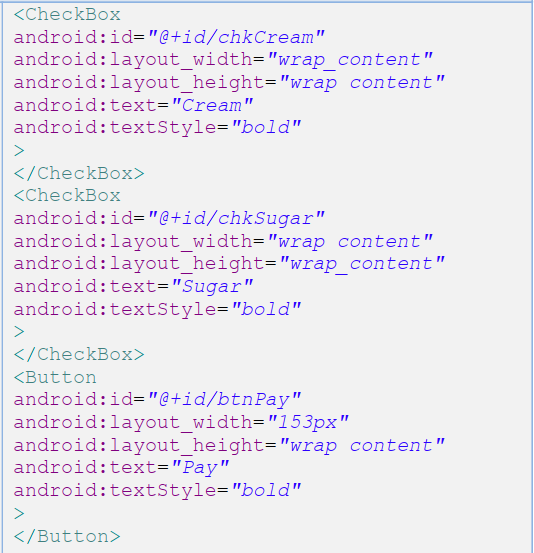 <CheckBox
android:id="@+id/chkCream"
android:layout_width="wrap_content"
android:layout_height="wrap content"
android:text="Cream"
android:textStyle="bold"
>
</CheckBox>
<CheckBox
android:id="@+id/chkSugar"
android:layout_width="wrap content"
android:layout_height="wrap_content"
android:text="Sugar"
android:textStyle="bold"
>
</CheckBox>
<Button
android:id="@+id/btnPay"
android:layout_width="153px"
android:layout_height="wrap content"
android:text="Pay"
android:textStyle="bold"
>
</Button>